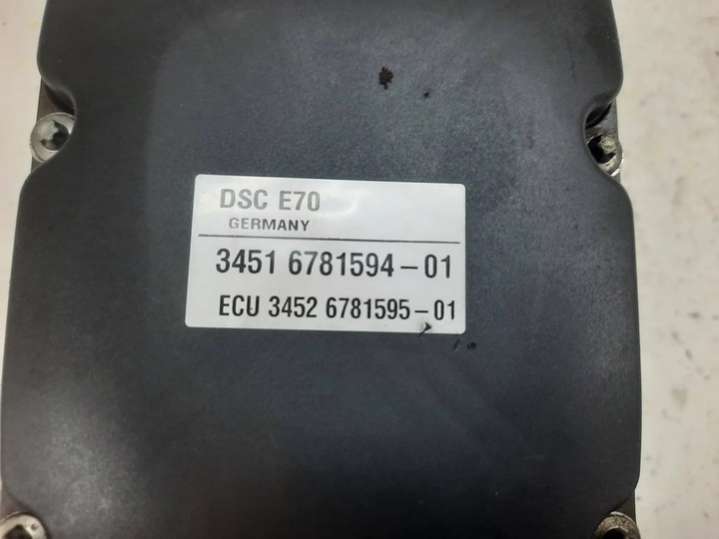 DSC E70
GERMANY
3451 6781594-01
ECU 3452 6781595-01